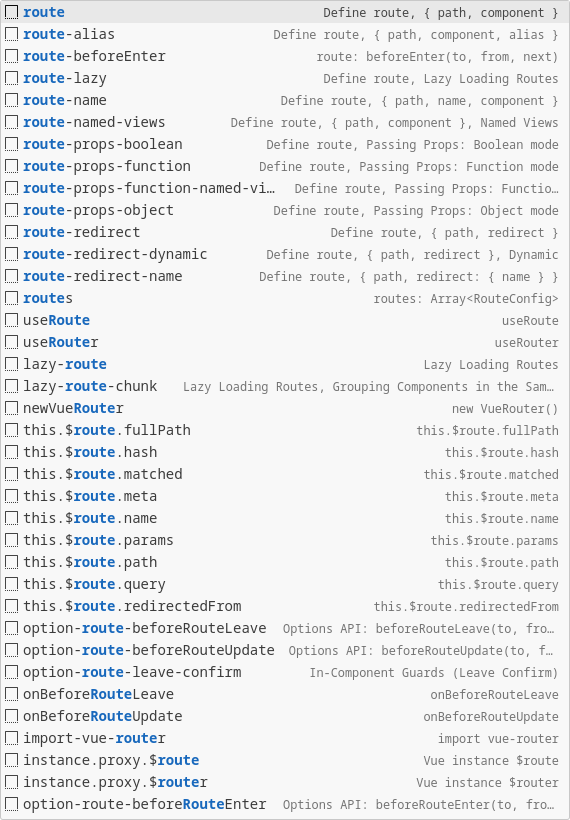 route Define route, { path, component }
route-alias Define route, { path, component, alias }
route-beforeEnter route: beforeEnter(to, from, next)
route-lazy Define route, Lazy Loading Routes
route-name Define route, { path, name, component }
route-named-views Define route, { path, component }, Named Views
route-props-boolean Define route, Passing Props: Boolean mode
route-props-function Define route, Passing Props: Function mode
route-props-function-named-vi… Define route, Passing Props: Functio…
route-props-object Define route, Passing Props: Object mode
route-redirect Define route, { path, redirect }
route-redirect-dynamic Define route, { path, redirect }, Dynamic
route-redirect-name Define route, { path, redirect: { name } }
routes routes: Array<RouteConfig>
useRoute useRoute
useRouter useRouter
lazy-route Lazy Loading Routes
lazy-route-chunk Lazy Loading Routes, Grouping Components in the Sam…
newVueRouter new VueRouter()
this.$route.fullPath this.$route.fullPath
this.$route.hash this.$route.hash
this.$route.matched this.$route.matched
this.$route.meta this.$route.meta
this.$route.name this.$route.name
this.$route.params this.$route.params
this.$route.path this.$route.path
this.$route.query this.$route.query
this.$route.redirectedFrom this.$route.redirectedFrom
option-route-beforeRouteLeave Options API: beforeRouteLeave(to, fro…
option-route-beforeRouteUpdate Options API: beforeRouteUpdate(to, f…
option-route-leave-confirm In-Component Guards (Leave Confirm)
onBeforeRouteLeave onBeforeRouteLeave
onBeforeRouteUpdate onBeforeRouteUpdate
import-vue-router import vue-router
instance.proxy.$route Vue instance $route
instance.proxy.$router Vue instance $router
option-route-beforeRouteEnter Options API: beforeRouteEnter(to, fro…